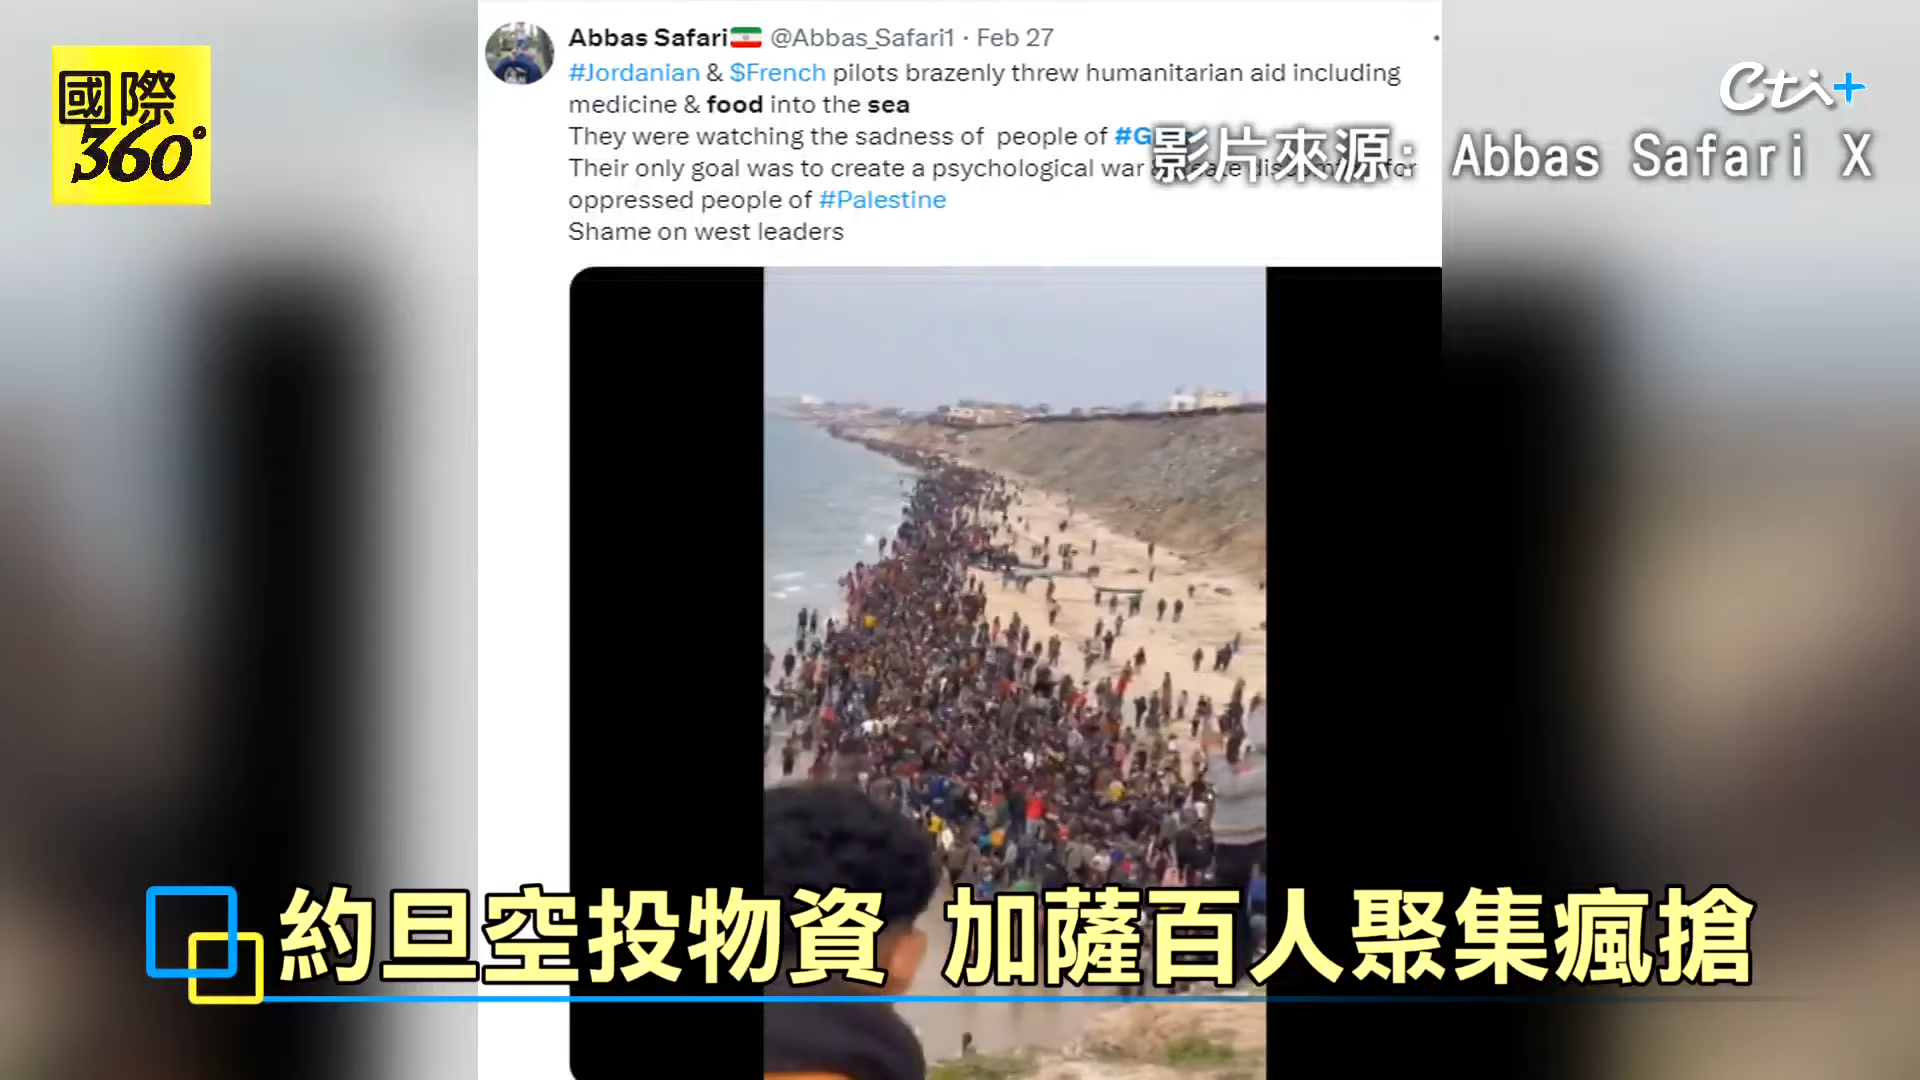 國際
360°
Abbas Safari @Abbas_Safari1 · Feb 27
#Jordanian & $French pilots brazenly threw humanitarian aid including
medicine & food into the sea
They were watching the sadness of people of
Their only goal was to create a psychological war
oppressed people of #Palestine
Shame on west leaders
Cti+
影片來源: Abbas Safari X
約旦空投物資 加薩百人聚集瘋搶